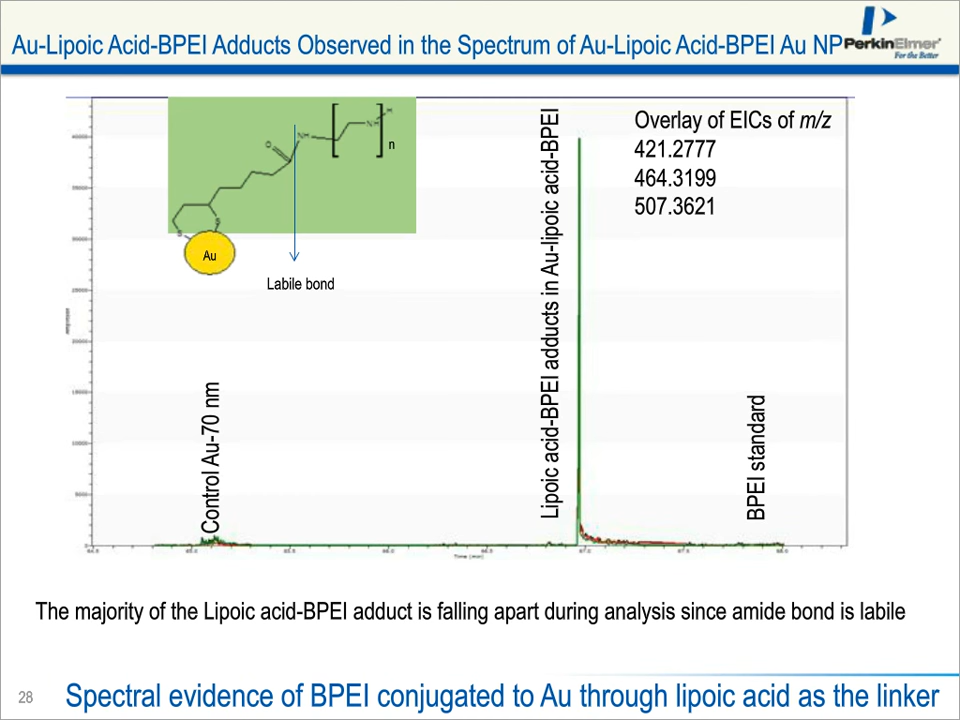 Au-Lipoic Acid-BPEI Adducts Observed in the Spectrum of Au-Lipoic Acid-BPEI Au NP
PerkinElmer
For the Better
Overlay of EICs of m/z
421.2777
464.3199
507.3621
H
NH
NH
n
O
S
S
Au
Labile bond
Control Au-70 nm
Lipoic acid-BPEI adducts in Au-lipoic acid-BPEI
BPEI standard
Time (min)
The majority of the Lipoic acid-BPEI adduct is falling apart during analysis since amide bond is labile
28
Spectral evidence of BPEI conjugated to Au through lipoic acid as the linker